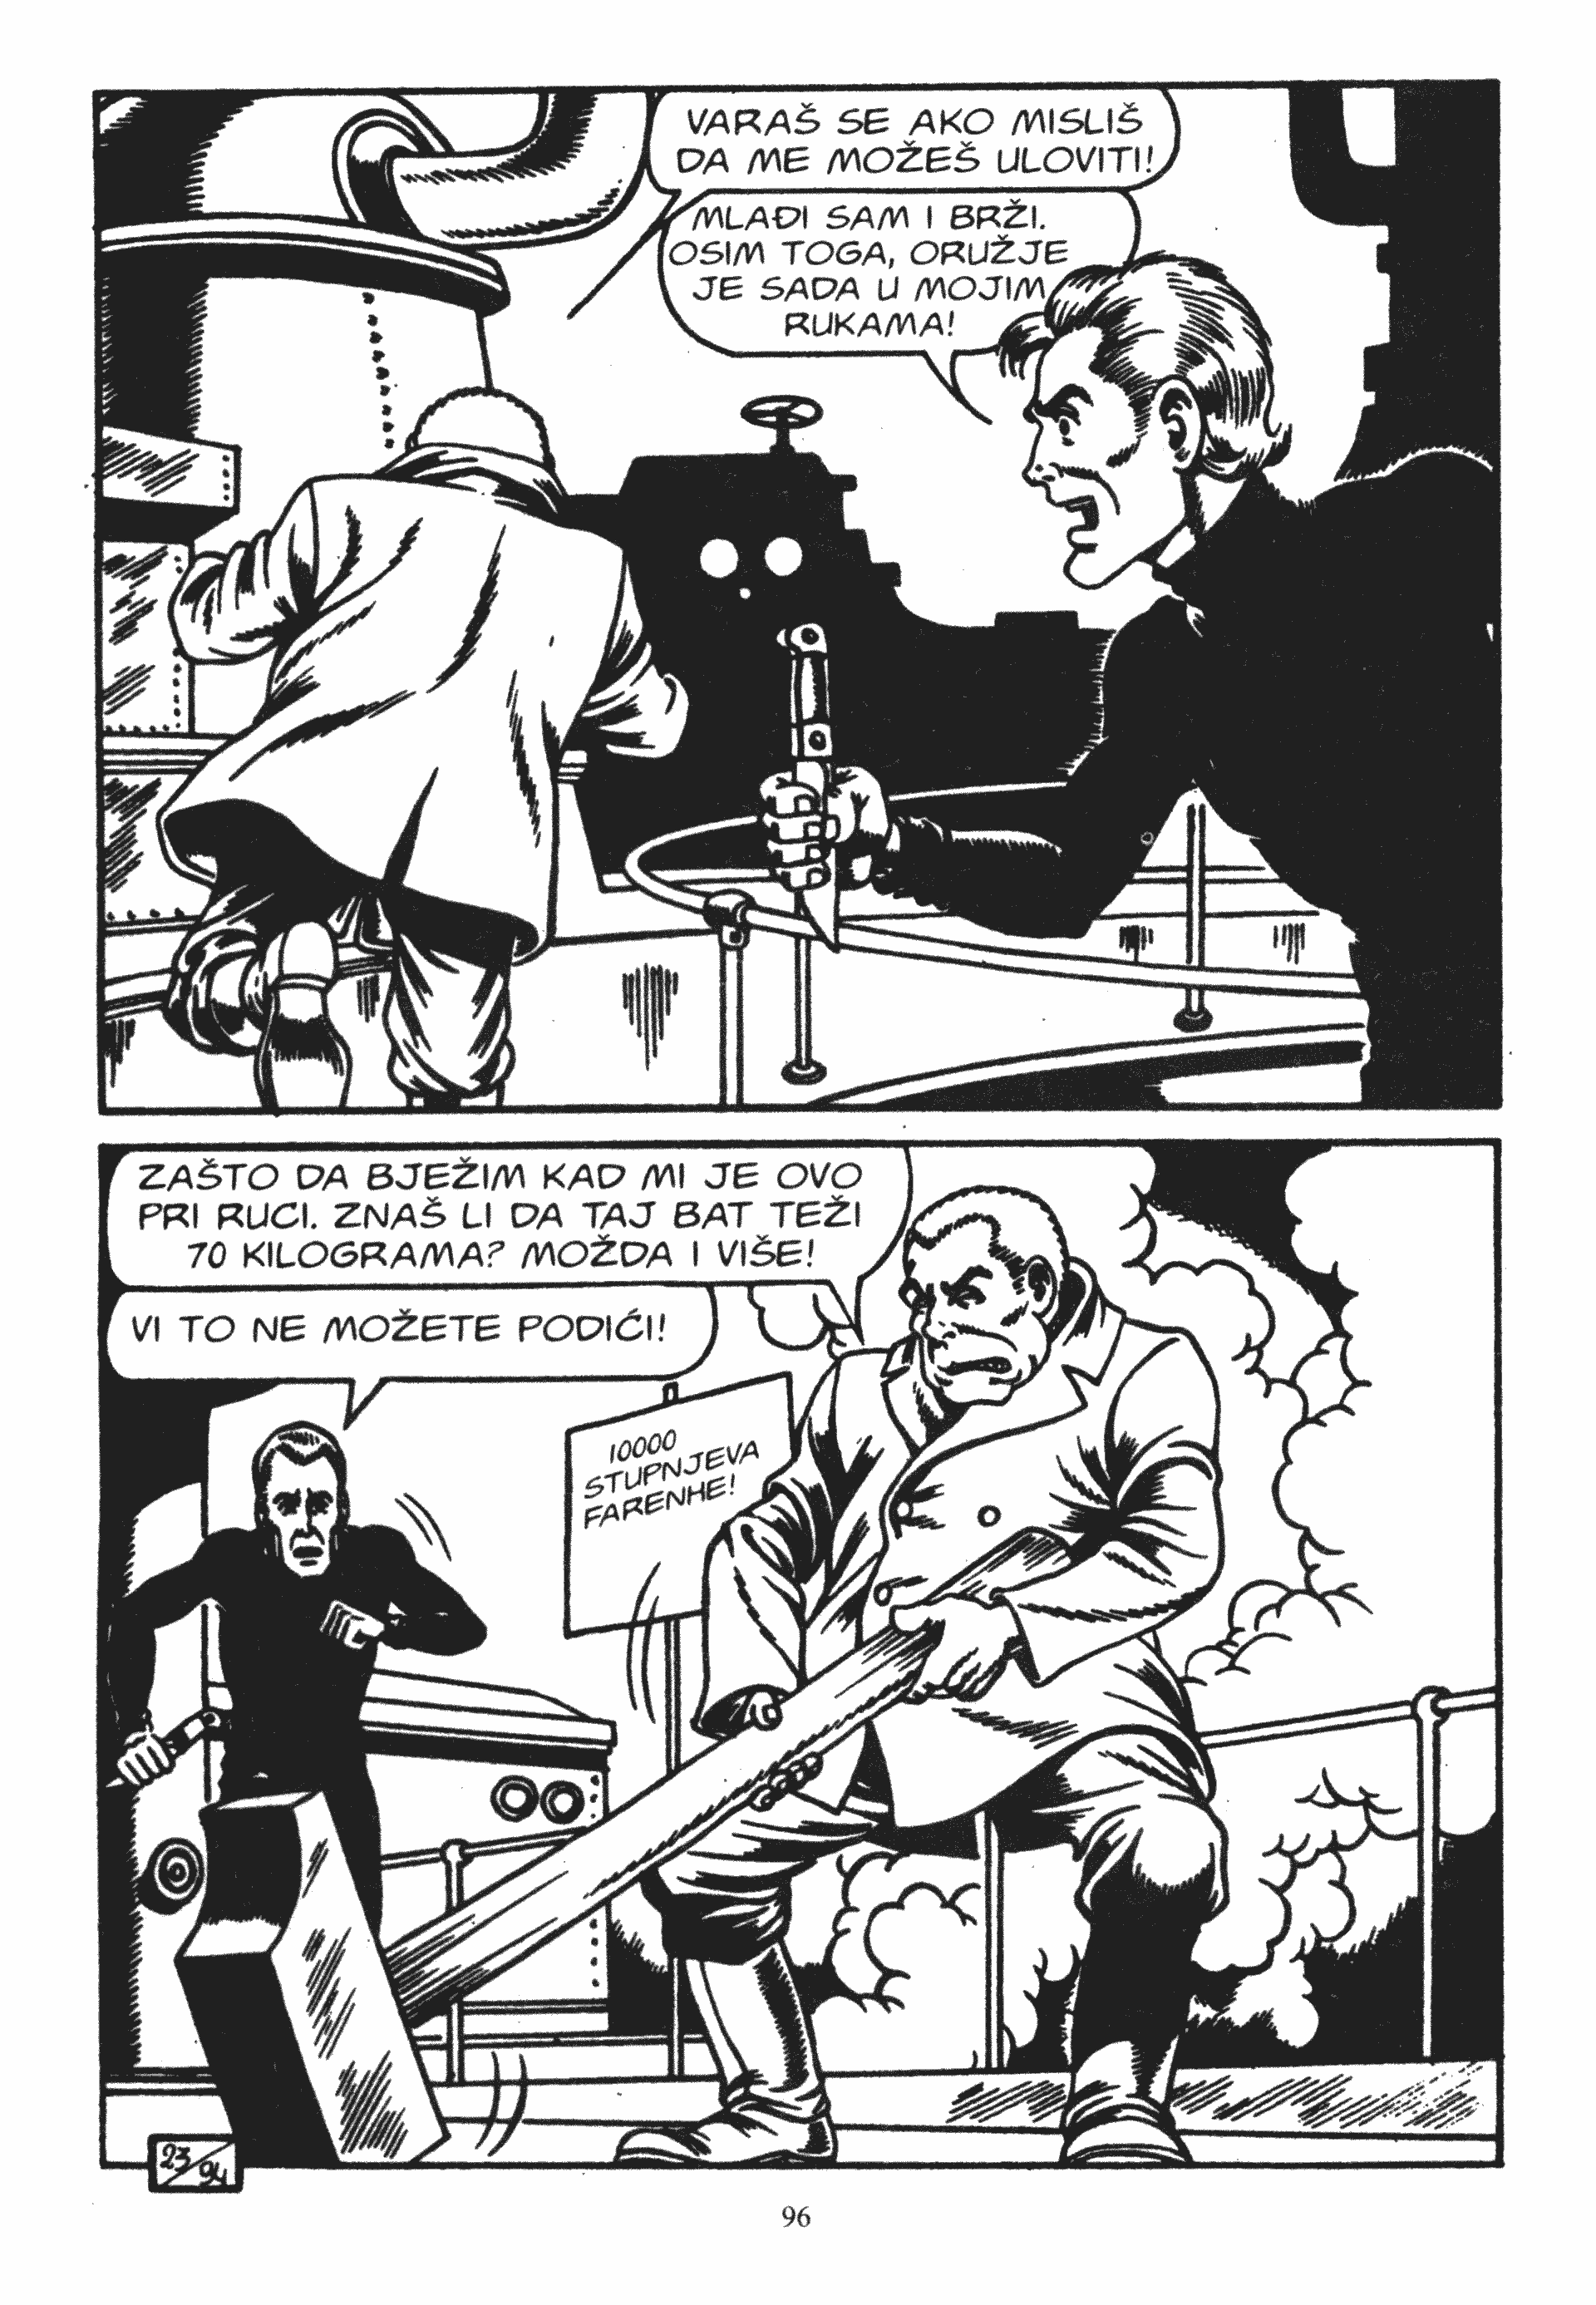 VARAŠ SE AKO MISLIŠ
DA ME MOŽEŠ ULOVITI!
MLAĐI SAM I BRŽI.
OSIM TOGA, ORUŽJE
JE SADA U MOJIM
RUKAMA!
ZAŠTO DA BJEŽIM KAD MI JE OVO
PRI RUCI. ZNAŠ LI DA TAJ BAT TEŽI
70 KILOGRAMA? MOŽDA I VIŠE!
VI TO NE MOŽETE PODIĆI!
10000
STUPNJEVA
FARENHE!
23/94
96